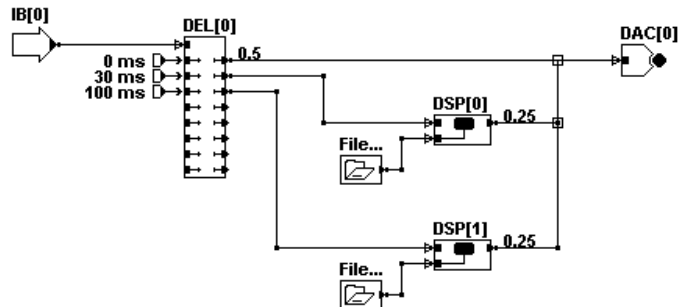 IB[0]
DEL[0]
DAC[0]
0 ms
0.5
30 ms
100 ms
DSP[0]
0.25
File...
DSP[1]
0.25
File...